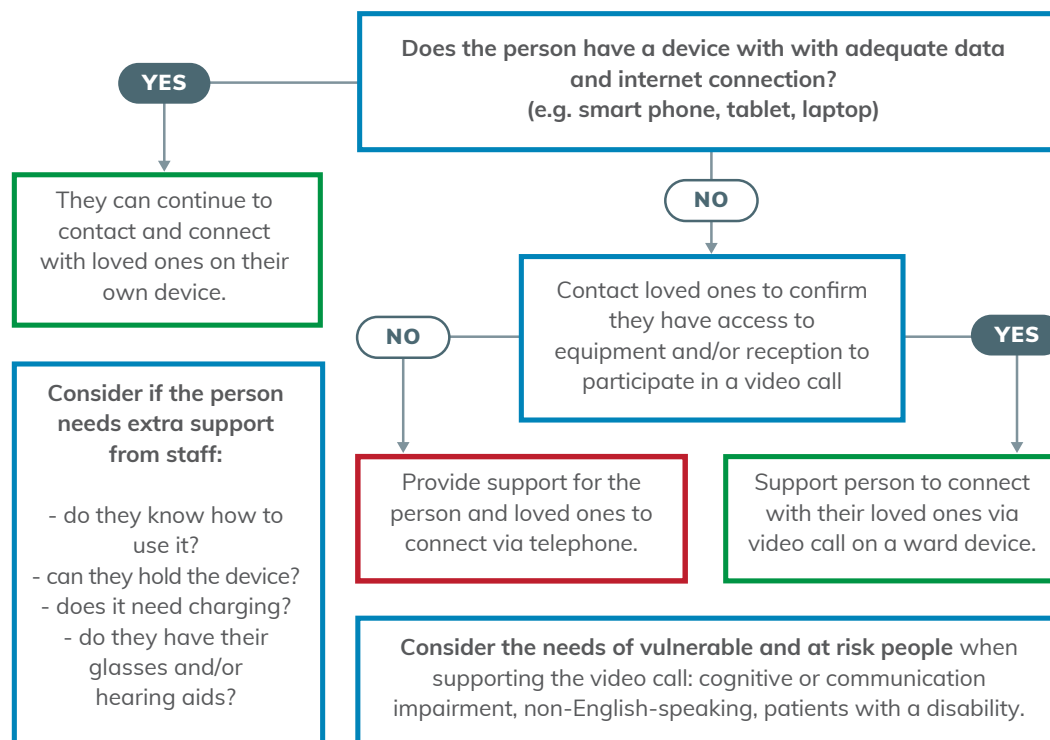 Does the person have a device with with adequate data
and internet connection?
(e.g. smart phone, tablet, laptop)
YES
They can continue to
contact and connect
with loved ones on their
own device.
NO
Contact loved ones to confirm
they have access to
equipment and/or reception to
participate in a video call
NO
YES
Provide support for the
person and loved ones to
connect via telephone.
Support person to connect
with their loved ones via
video call on a ward device.
Consider if the person
needs extra support
from staff:
- do they know how to
use it?
- can they hold the device?
- does it need charging?
- do they have their
glasses and/or
hearing aids?
Consider the needs of vulnerable and at risk people when
supporting the video call: cognitive or communication
impairment, non-English-speaking, patients with a disability.